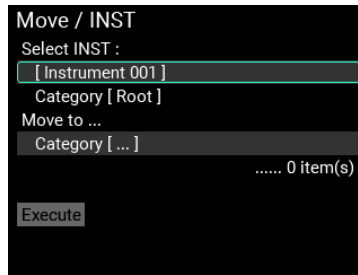 Move / INST
Select INST :
[ Instrument 001 ]
Category [ Root ]
Move to ...
Category [ ... ]
...... 0 item(s)
Execute